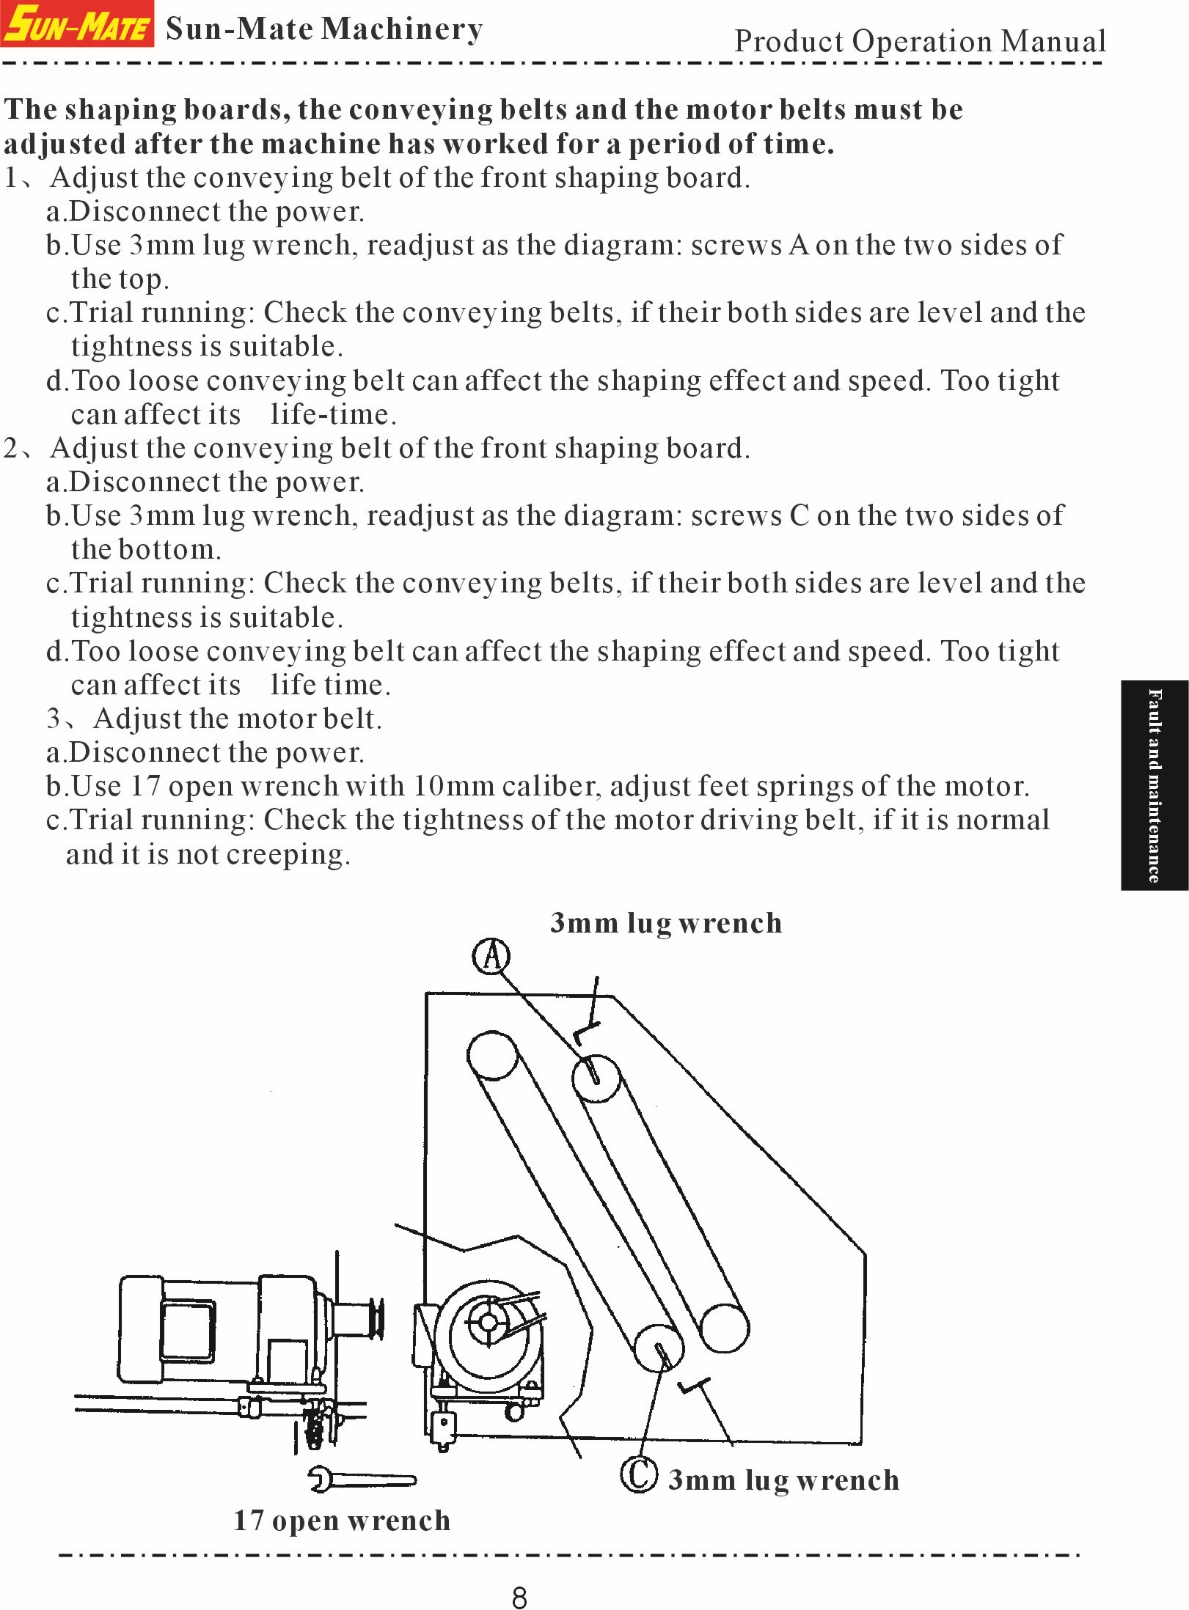 SUN-MATE Sun-Mate Machinery
Product Operation Manual
The shaping boards, the conveying belts and the motor belts must be
adjusted after the machine has worked for a period of time.
1、Adjust the conveying belt of the front shaping board.
a.Disconnect the power.
b.Use 3mm lug wrench, readjust as the diagram: screws A on the two sides of
the top.
c.Trial running: Check the conveying belts, if their both sides are level and the
tightness is suitable.
d.Too loose conveying belt can affect the shaping effect and speed. Too tight
can affect its life-time.
2、Adjust the conveying belt of the front shaping board.
a.Disconnect the power.
b.Use 3mm lug wrench, readjust as the diagram: screws C on the two sides of
the bottom.
c.Trial running: Check the conveying belts, if their both sides are level and the
tightness is suitable.
d.Too loose conveying belt can affect the shaping effect and speed. Too tight
can affect its life time.
3、Adjust the motor belt.
a.Disconnect the power.
b.Use 17 open wrench with 10mm caliber, adjust feet springs of the motor.
c.Trial running: Check the tightness of the motor driving belt, if it is normal
and it is not creeping.
Fault and maintenance
3mm lug wrench
A
C
3mm lug wrench
17 open wrench
8